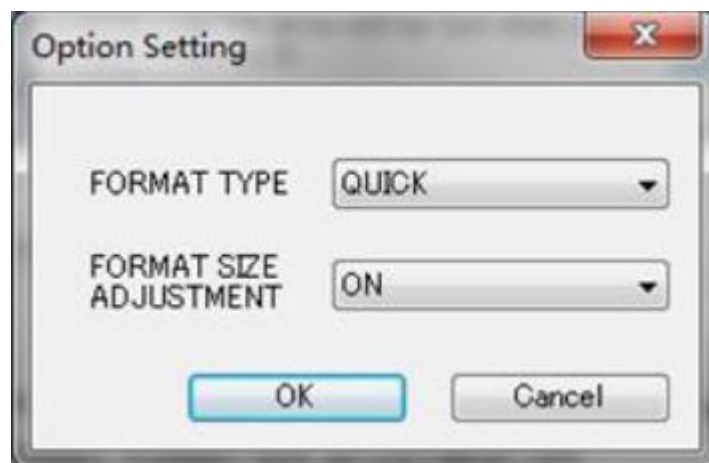 Option Setting
FORMAT TYPE
QUICK
FORMAT SIZE
ADJUSTMENT
ON
OK
Cancel